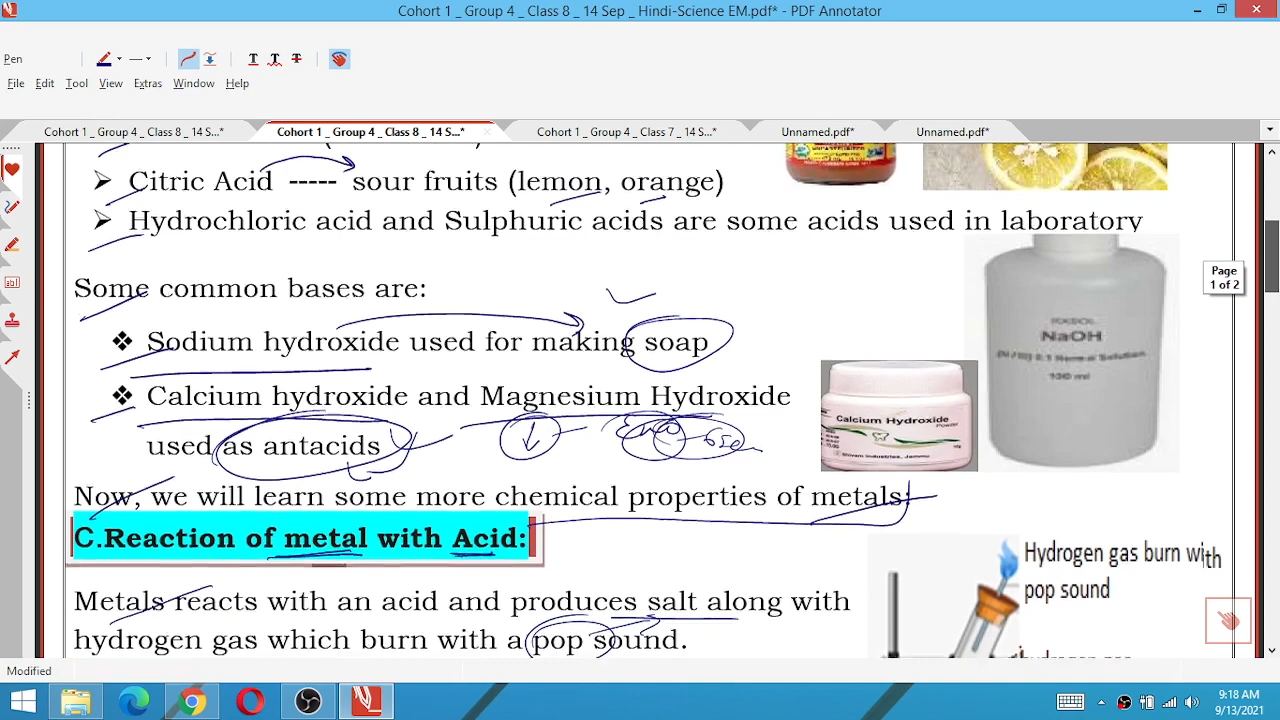 Cohort 1 _ Group 4 _ Class 8 _ 14 Sep _ Hindi-Science EM.pdf* - PDF Annotator
Pen
File Edit Tool View Extras Window Help
Cohort 1 _ Group 4 _ Class 8 _ 14 S...*
Cohort 1 _ Group 4 _ Class 8 _ 14 S...*
Cohort 1 _ Group 4 _ Class 7 _ 14 S...*
Unnamed.pdf*
Unnamed.pdf*
➢ Citric Acid ----- sour fruits (lemon, orange)
➢ Hydrochloric acid and Sulphuric acids are some acids used in laboratory
Page
1 of 2
Some common bases are:
❖ Sodium hydroxide used for making soap
NaOH
100 ml
❖ Calcium hydroxide and Magnesium Hydroxide
used as antacids
Calcium Hydroxide
Powder
Shivam Industries, Jammu
Eno
Now, we will learn some more chemical properties of metals:
C.Reaction of metal with Acid:
Hydrogen gas burn with
pop sound
Metals reacts with an acid and produces salt along with
hydrogen gas which burn with a pop sound.
Modified
9:18 AM
9/13/2021